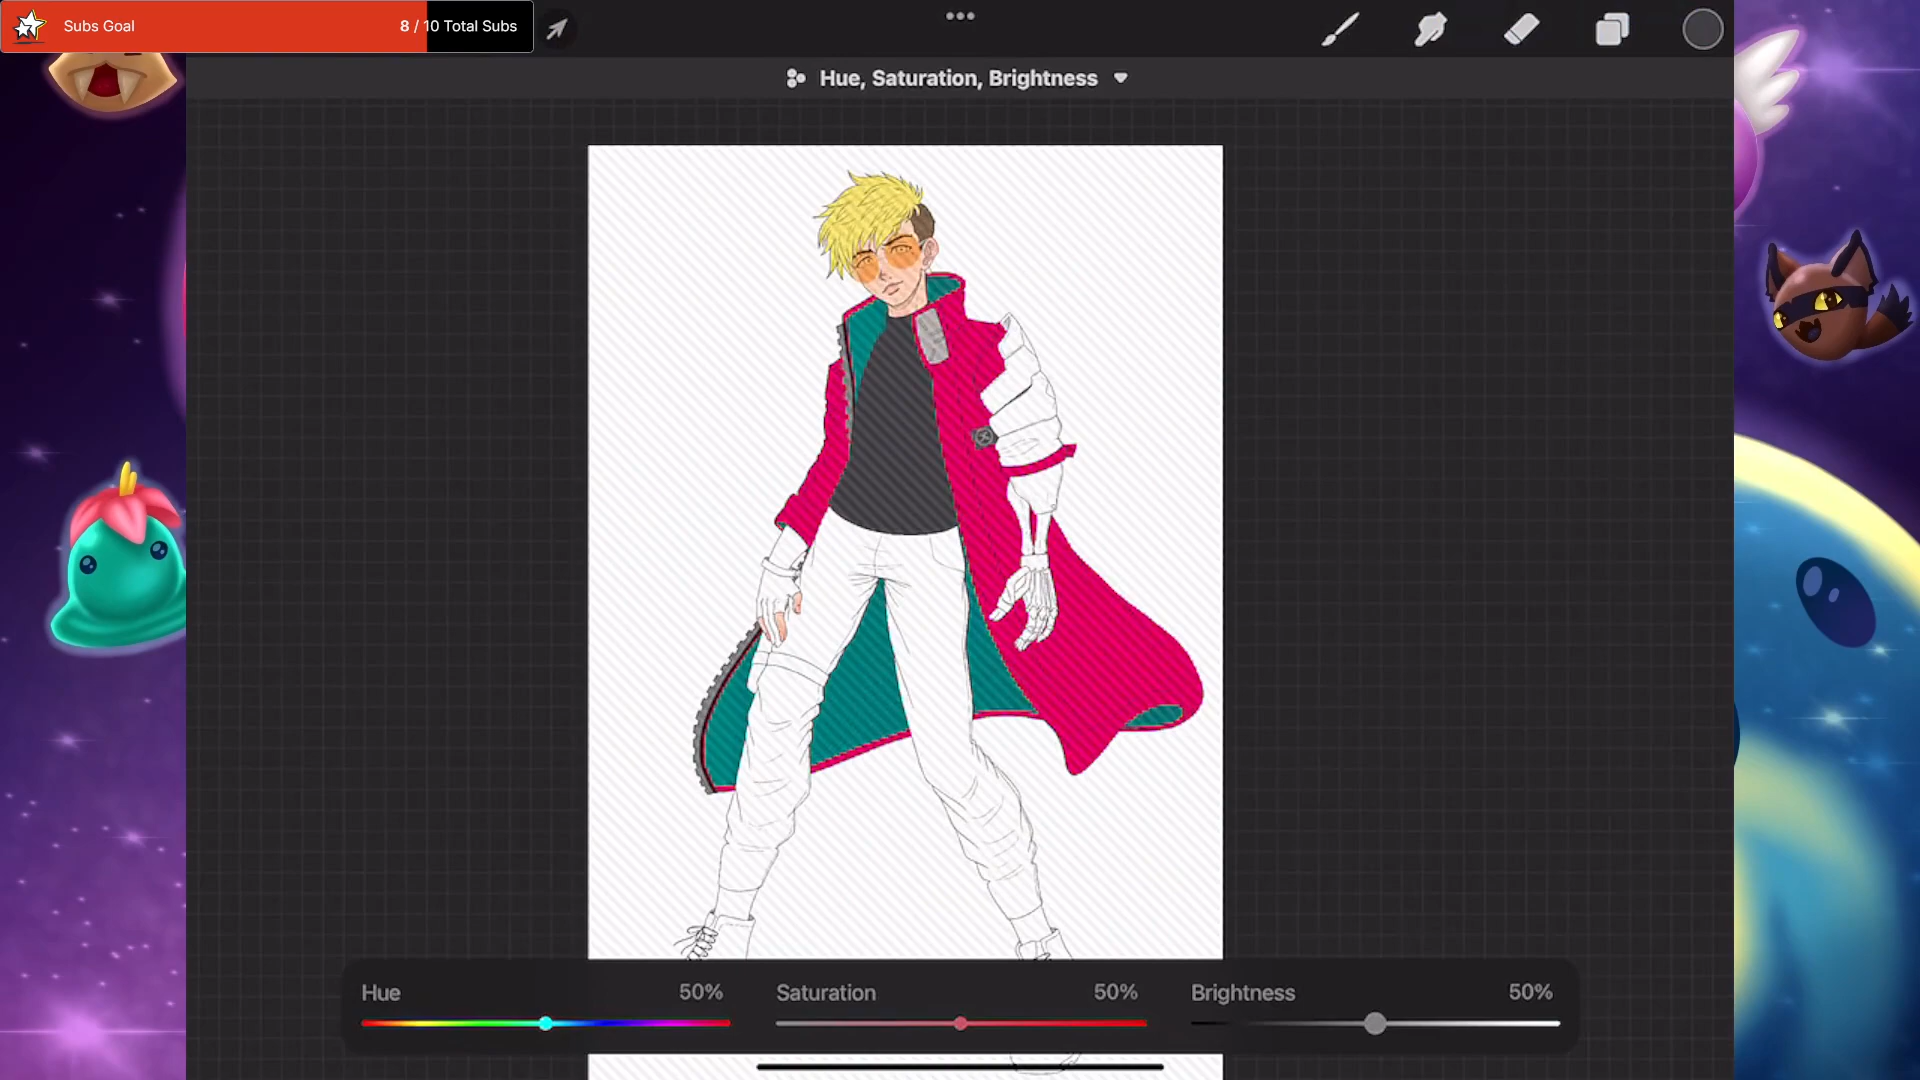 Subs Goal 8 / 10 Total Subs
Hue, Saturation, Brightness
Hue 50% Saturation 50% Brightness 50%